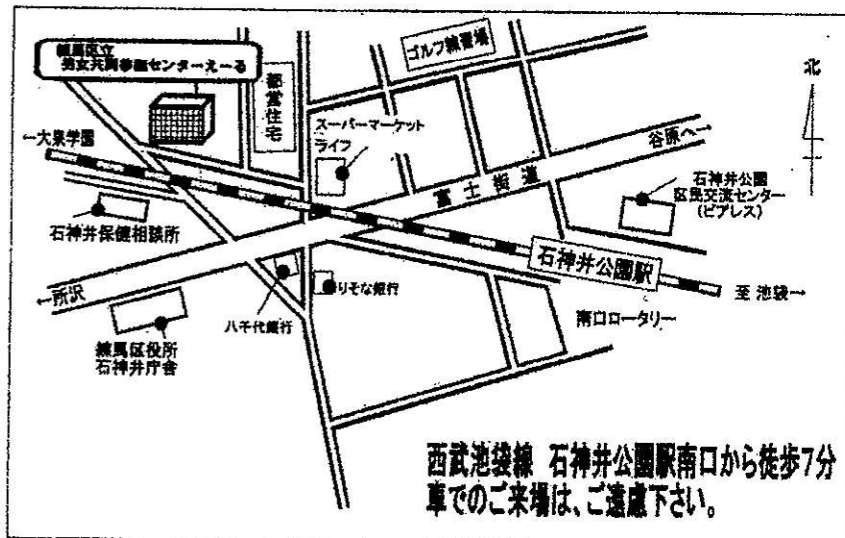 練馬区立
男女共同参画センターえーる
都営住宅
ゴルフ練習場
北
スーパーマーケット
ライフ
←大泉学園
谷原へ→
富士街道
石神井公園
区民交流センター
(ピアレス)
石神井保健相談所
石神井公園駅
←所沢
りそな銀行
至池袋→
八千代銀行
南口ロータリー
練馬区役所
石神井庁舎
西武池袋線 石神井公園駅南口から徒歩7分
車でのご来場は、ご遠慮下さい。